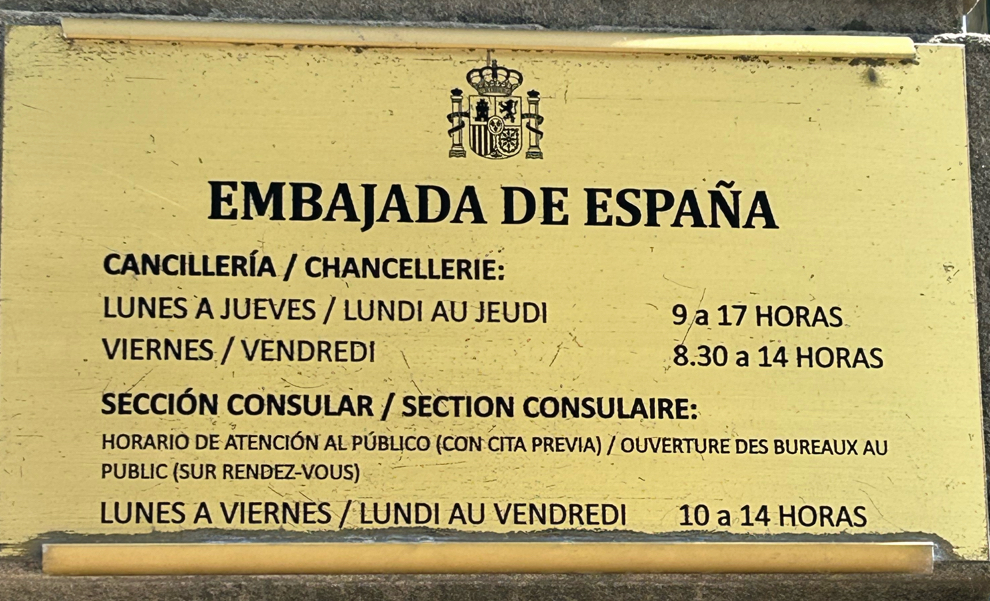 EMBAJADA DE ESPAÑA
CANCILLERÍA / CHANCELLERIE:
LUNES A JUEVES / LUNDI AU JEUDI 9 a 17 HORAS
VIERNES / VENDREDI 8.30 a 14 HORAS
SECCIÓN CONSULAR / SECTION CONSULAIRE:
HORARIO DE ATENCIÓN AL PÚBLICO (CON CITA PREVIA) / OUVERTURE DES BUREAUX AU
PUBLIC (SUR RENDEZ-VOUS)
LUNES A VIERNES / LUNDI AU VENDREDI 10 a 14 HORAS